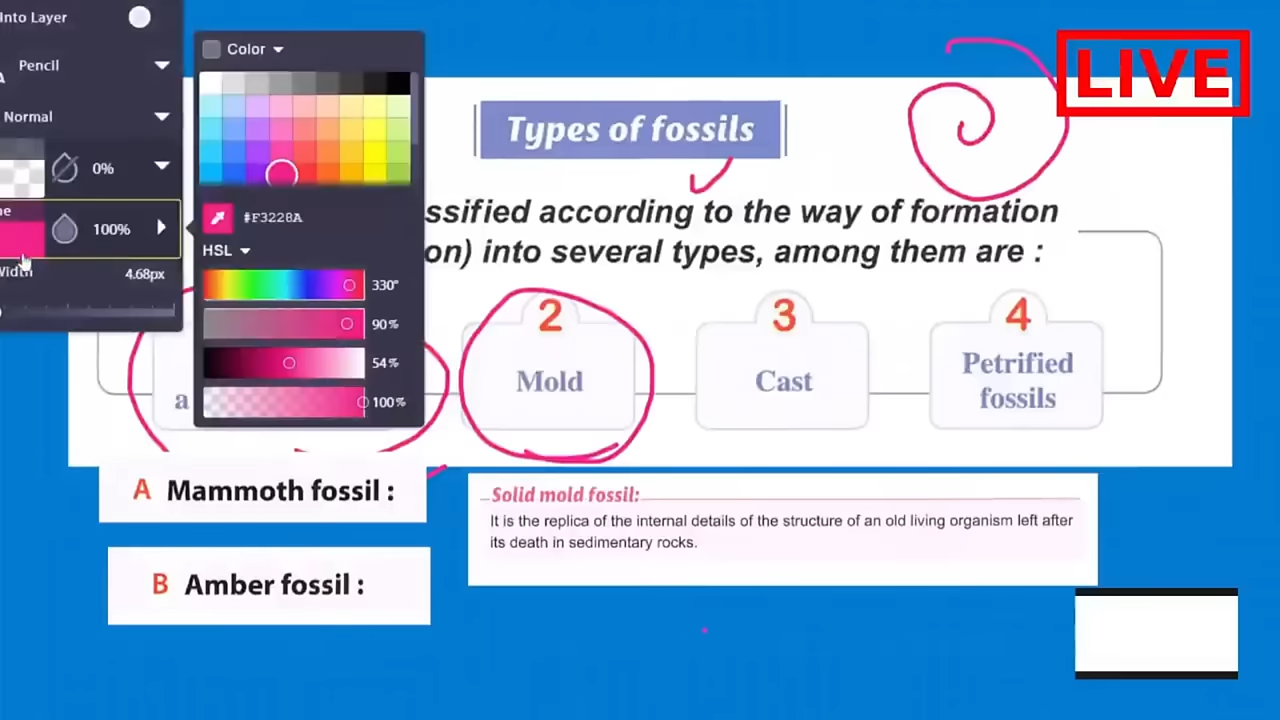 Into Layer
Pencil
Normal
0%
100%
Width
4.68px
Color
#F3228A
HSL
330°
90%
54%
100%
LIVE
Types of fossils
ssified according to the way of formation
on) into several types, among them are :
a
2
Mold
3
Cast
4
Petrified
fossils
A Mammoth fossil :
B Amber fossil :
Solid mold fossil:
It is the replica of the internal details of the structure of an old living organism left after
its death in sedimentary rocks.